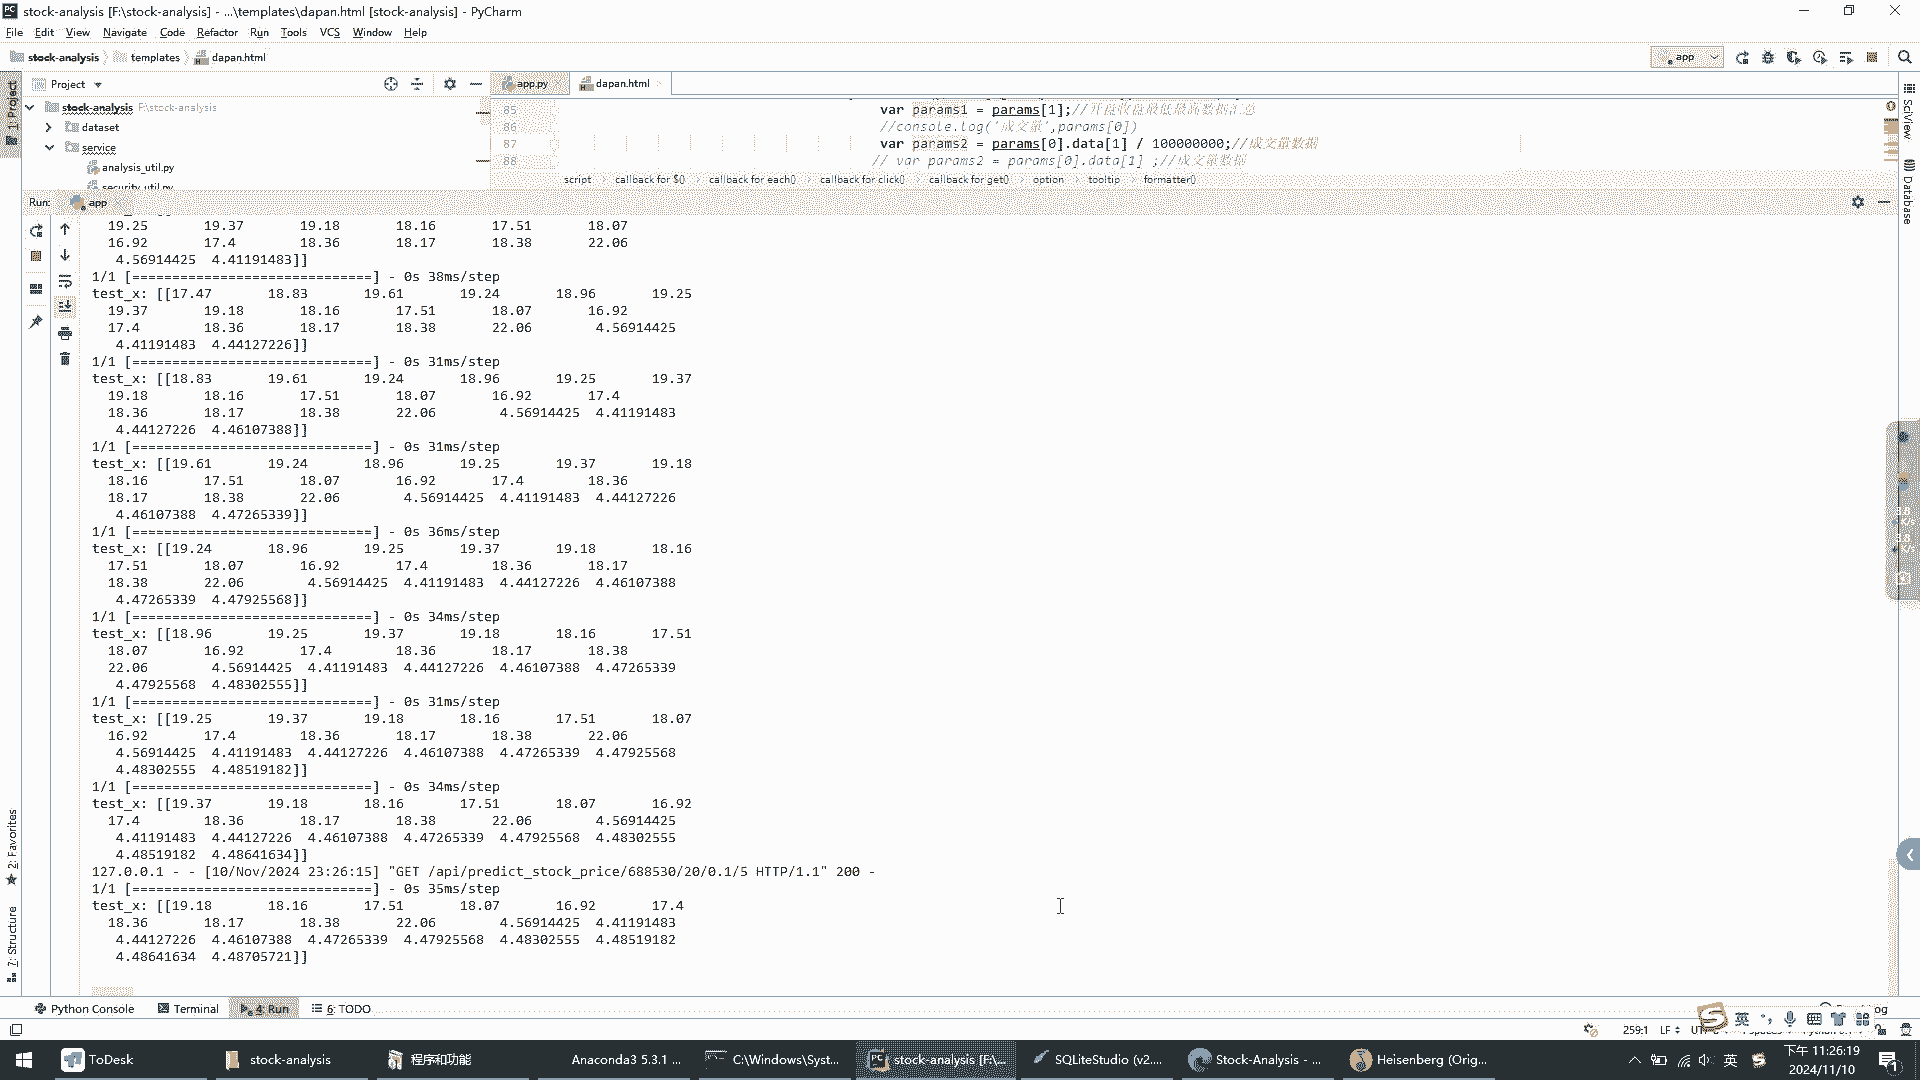 stock-analysis [F:\stock-analysis] - ...\templates\dapan.html [stock-analysis] - PyCharm
File Edit View Navigate Code Refactor Run Tools VCS Window Help
stock-analysis templates dapan.html app
Project app.py dapan.html
stock-analysis F:\stock-analysis
dataset
service
analysis_util.py
security_util.py
85 var params1 = params[1];//开盘收盘最低最高数据汇总
86 //console.log('成交量',params[0])
87 var params2 = params[0].data[1] / 100000000;//成交量数据
88 // var params2 = params[0].data[1] ;//成交量数据
script callback for $() callback for each() callback for click() callback for get() option tooltip formatter()
1: Project
SciView
Database
Run: app
19.25 19.37 19.18 18.16 17.51 18.07
16.92 17.4 18.36 18.17 18.38 22.06
4.56914425 4.41191483]]
1/1 [==============================] - 0s 38ms/step
test_x: [[17.47 18.83 19.61 19.24 18.96 19.25
19.37 19.18 18.16 17.51 18.07 16.92
17.4 18.36 18.17 18.38 22.06 4.56914425
4.41191483 4.44127226]]
1/1 [==============================] - 0s 31ms/step
test_x: [[18.83 19.61 19.24 18.96 19.25 19.37
19.18 18.16 17.51 18.07 16.92 17.4
18.36 18.17 18.38 22.06 4.56914425 4.41191483
4.44127226 4.46107388]]
1/1 [==============================] - 0s 31ms/step
test_x: [[19.61 19.24 18.96 19.25 19.37 19.18
18.16 17.51 18.07 16.92 17.4 18.36
18.17 18.38 22.06 4.56914425 4.41191483 4.44127226
4.46107388 4.47265339]]
1/1 [==============================] - 0s 36ms/step
test_x: [[19.24 18.96 19.25 19.37 19.18 18.16
17.51 18.07 16.92 17.4 18.36 18.17
18.38 22.06 4.56914425 4.41191483 4.44127226 4.46107388
4.47265339 4.47925568]]
1/1 [==============================] - 0s 34ms/step
test_x: [[18.96 19.25 19.37 19.18 18.16 17.51
18.07 16.92 17.4 18.36 18.17 18.38
22.06 4.56914425 4.41191483 4.44127226 4.46107388 4.47265339
4.47925568 4.48302555]]
1/1 [==============================] - 0s 31ms/step
test_x: [[19.25 19.37 19.18 18.16 17.51 18.07
16.92 17.4 18.36 18.17 18.38 22.06
4.56914425 4.41191483 4.44127226 4.46107388 4.47265339 4.47925568
4.48302555 4.48519182]]
1/1 [==============================] - 0s 34ms/step
test_x: [[19.37 19.18 18.16 17.51 18.07 16.92
17.4 18.36 18.17 18.38 22.06 4.56914425
4.41191483 4.44127226 4.46107388 4.47265339 4.47925568 4.48302555
4.48519182 4.48641634]]
127.0.0.1 - - [10/Nov/2024 23:26:15] "GET /api/predict_stock_price/688530/20/0.1/5 HTTP/1.1" 200 -
1/1 [==============================] - 0s 35ms/step
test_x: [[19.18 18.16 17.51 18.07 16.92 17.4
18.36 18.17 18.38 22.06 4.56914425 4.41191483
4.44127226 4.46107388 4.47265339 4.47925568 4.48302555 4.48519182
4.48641634 4.48705721]]
2: Favorites
7: Structure
Python Console Terminal 4: Run 6: TODO
259:1 LF
英
ToDesk stock-analysis 程序和功能 Anaconda3 5.3.1 ... C:\Windows\Syst... stock-analysis [F:\... SQLiteStudio (v2.... Stock-Analysis - ... Heisenberg (Orig... 英 下午 11:26:19
2024/11/10